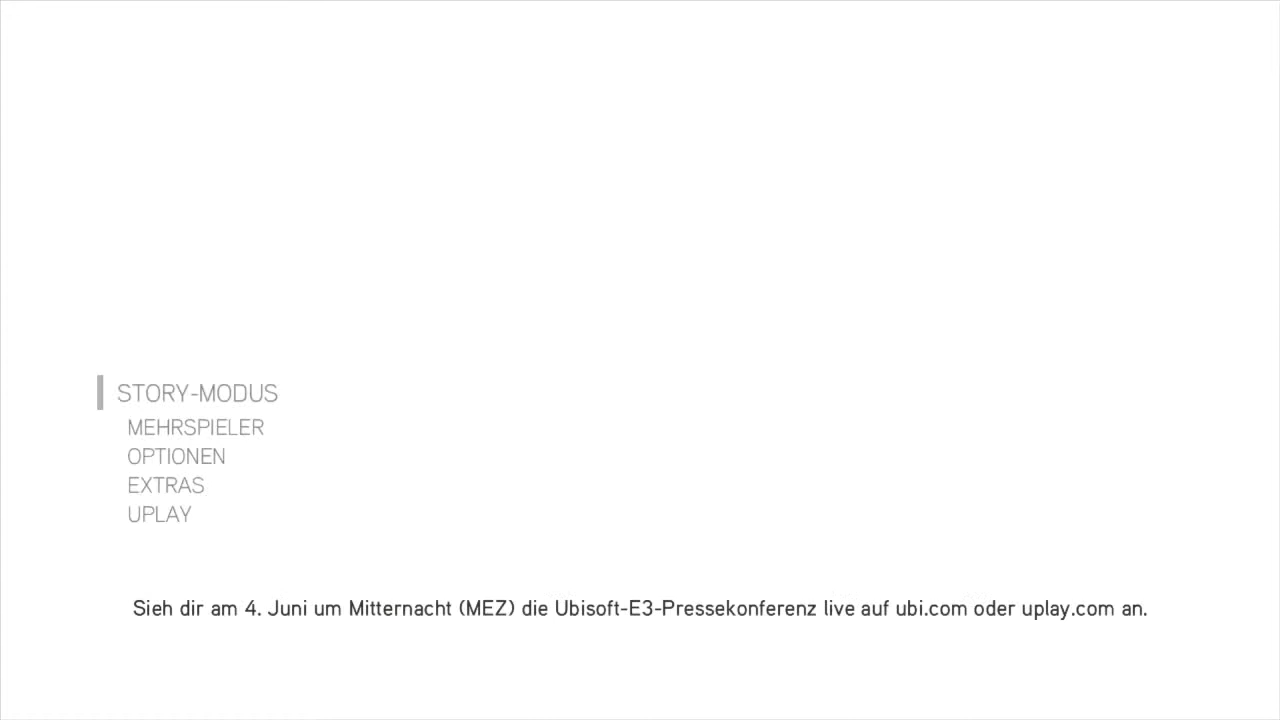 STORY-MODUS
MEHRSPIELER
OPTIONEN
EXTRAS
UPLAY
Sieh dir am 4. Juni um Mitternacht (MEZ) die Ubisoft-E3-Pressekonferenz live auf ubi.com oder uplay.com an.